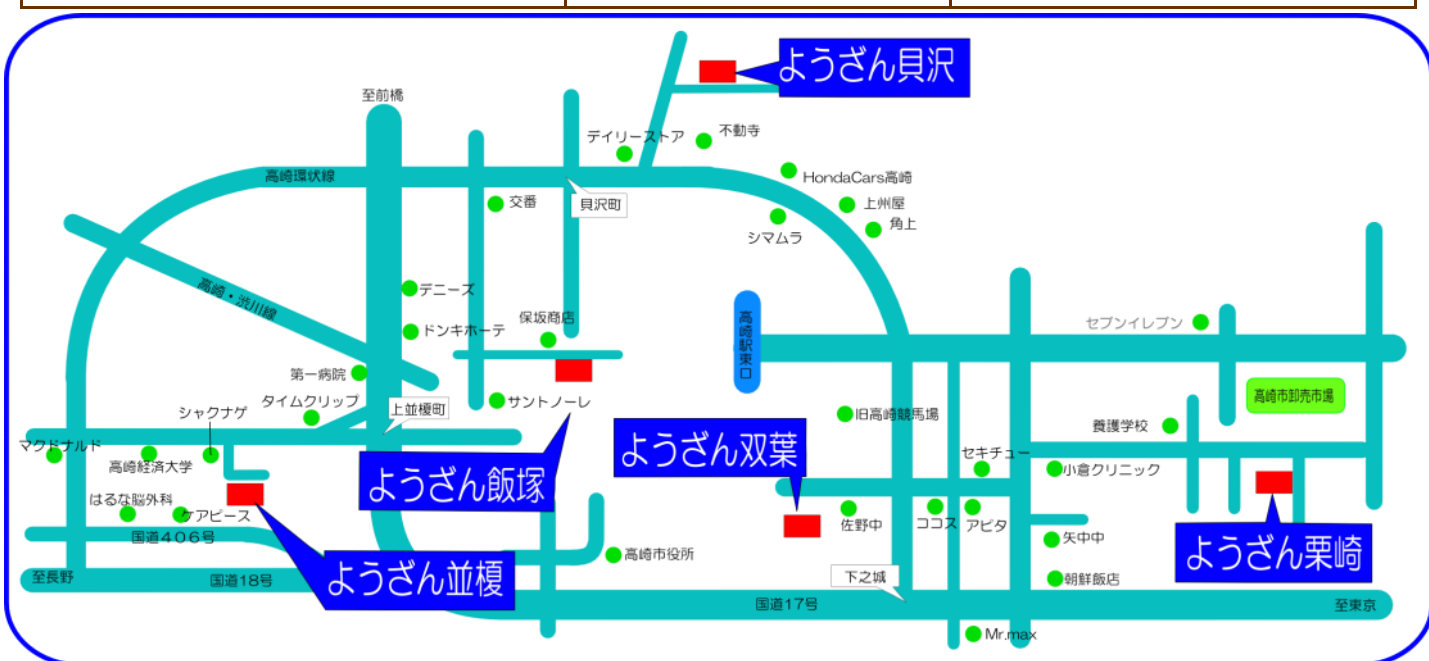 ようざん貝沢
至前橋
不動寺
デイリーストア
高崎環状線
HondaCars高崎
交番
貝沢町
上州屋
角上
シマムラ
高崎・渋川線
デニーズ
ドンキホーテ
保坂商店
高崎駅東口
セブンイレブン
第一病院
タイムクリップ
サントノーレ
上並榎町
シャクナゲ
高崎市卸売市場
旧高崎競馬場
養護学校
マクドナルド
高崎経済大学
ようざん飯塚
ようざん双葉
セキチュー
小倉クリニック
はるな脳外科
ケアピース
国道406号
佐野中
ココス
アピタ
矢中中
ようざん栗崎
高崎市役所
ようざん並榎
至長野
国道18号
下之城
朝鮮飯店
国道17号
至東京
Mr.max